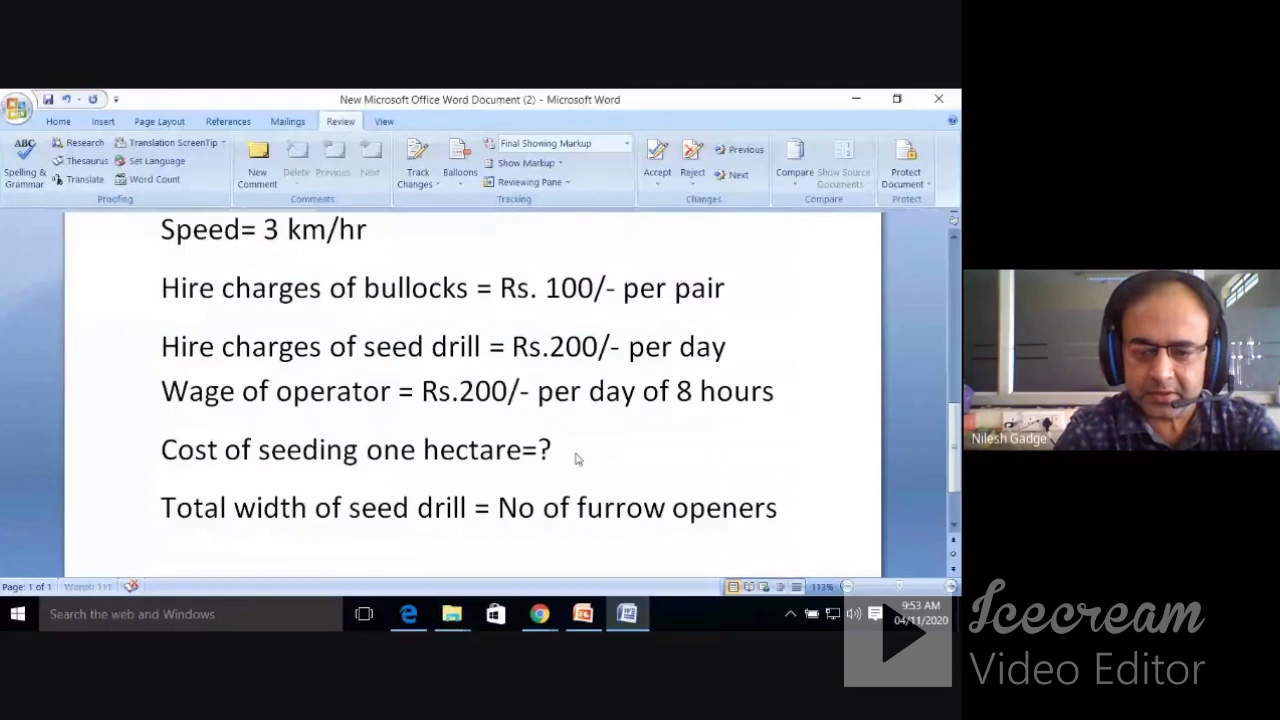 New Microsoft Office Word Document (2) - Microsoft Word
Home Insert Page Layout References Mailings Review View
ABC
Spelling & Grammar
Research
Thesaurus
Translate
Translation ScreenTip
Set Language
Word Count
Proofing
New Comment
Delete
Previous
Next
Comments
Track Changes
Balloons
Final Showing Markup
Show Markup
Reviewing Pane
Tracking
Accept
Reject
Previous
Next
Changes
Compare
Show Source Documents
Compare
Protect Document
Protect
Speed= 3 km/hr
Hire charges of bullocks = Rs. 100/- per pair
Hire charges of seed drill = Rs.200/- per day
Wage of operator = Rs.200/- per day of 8 hours
Cost of seeding one hectare=?
Total width of seed drill = No of furrow openers
Nilesh Gadge
Page: 1 of 1 Words: 111
113%
Search the web and Windows
9:53 AM
04/11/2020
Icecream
Video Editor